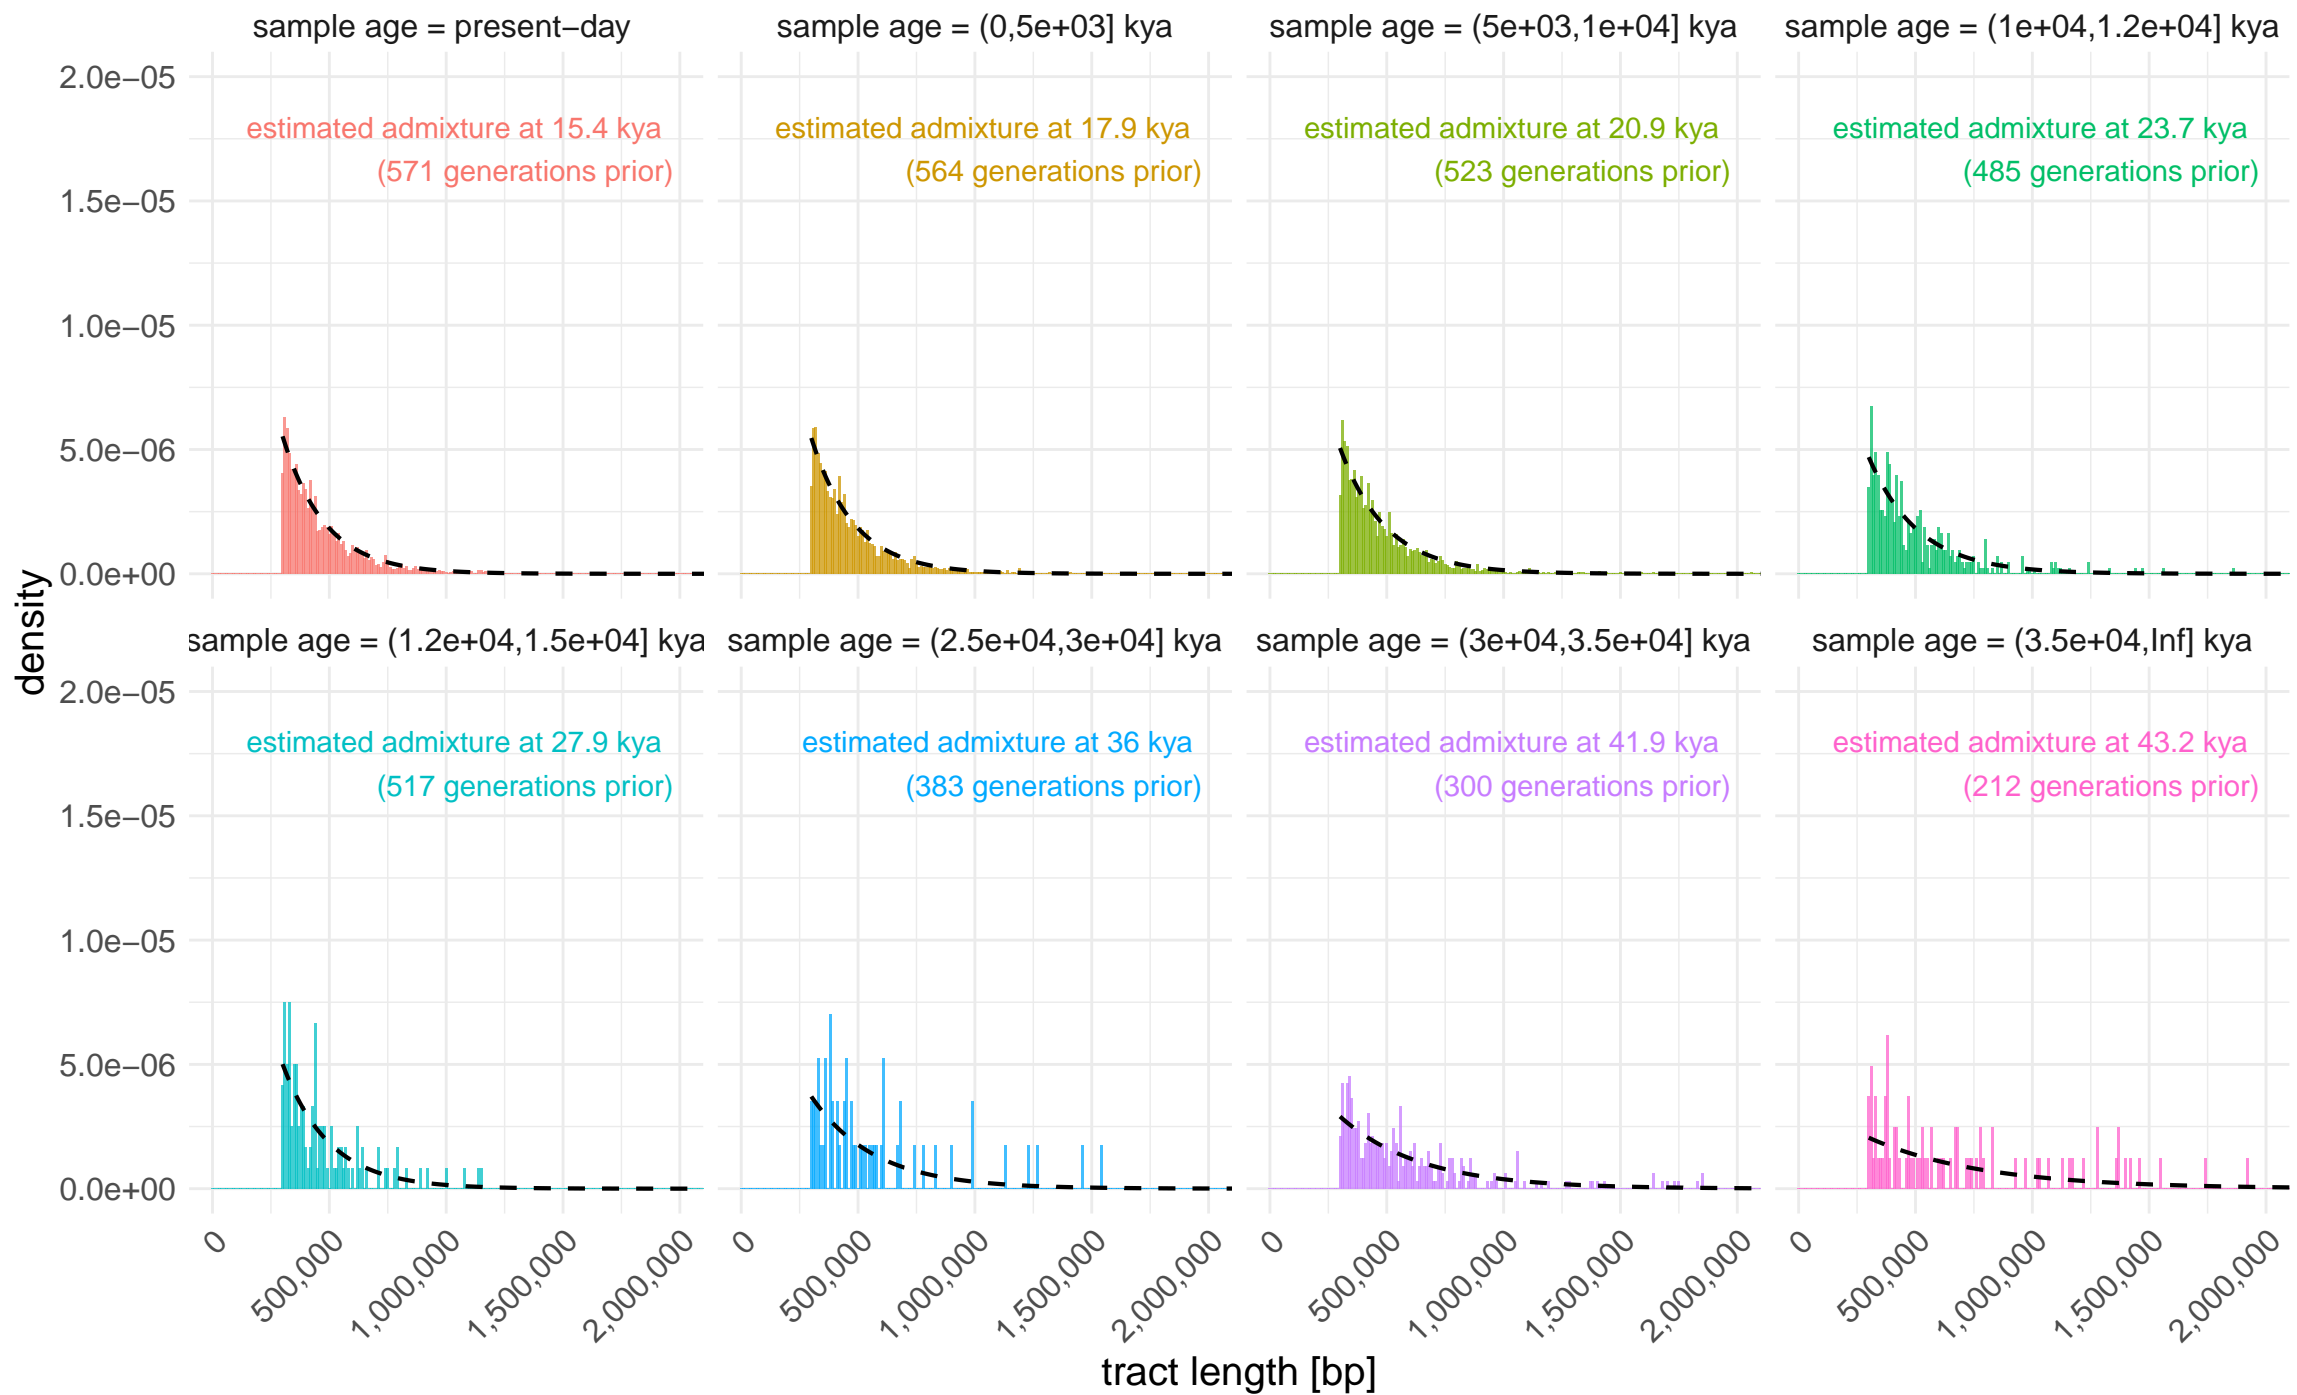 sample age = present−day
sample age = (0,5e+03] kya
sample age = (5e+03,1e+04] kya
sample age = (1e+04,1.2e+04] kya
2.0e−05
1.5e−05
1.0e−05
5.0e−06
0.0e+00
estimated admixture at 15.4 kya
(571 generations prior)
estimated admixture at 17.9 kya
(564 generations prior)
estimated admixture at 20.9 kya
(523 generations prior)
estimated admixture at 23.7 kya
(485 generations prior)
density
sample age = (1.2e+04,1.5e+04] kya
sample age = (2.5e+04,3e+04] kya
sample age = (3e+04,3.5e+04] kya
sample age = (3.5e+04,Inf] kya
2.0e−05
1.5e−05
1.0e−05
5.0e−06
0.0e+00
estimated admixture at 27.9 kya
(517 generations prior)
estimated admixture at 36 kya
(383 generations prior)
estimated admixture at 41.9 kya
(300 generations prior)
estimated admixture at 43.2 kya
(212 generations prior)
0
500,000
1,000,000
1,500,000
2,000,000
0
500,000
1,000,000
1,500,000
2,000,000
0
500,000
1,000,000
1,500,000
2,000,000
0
500,000
1,000,000
1,500,000
2,000,000
tract length [bp]